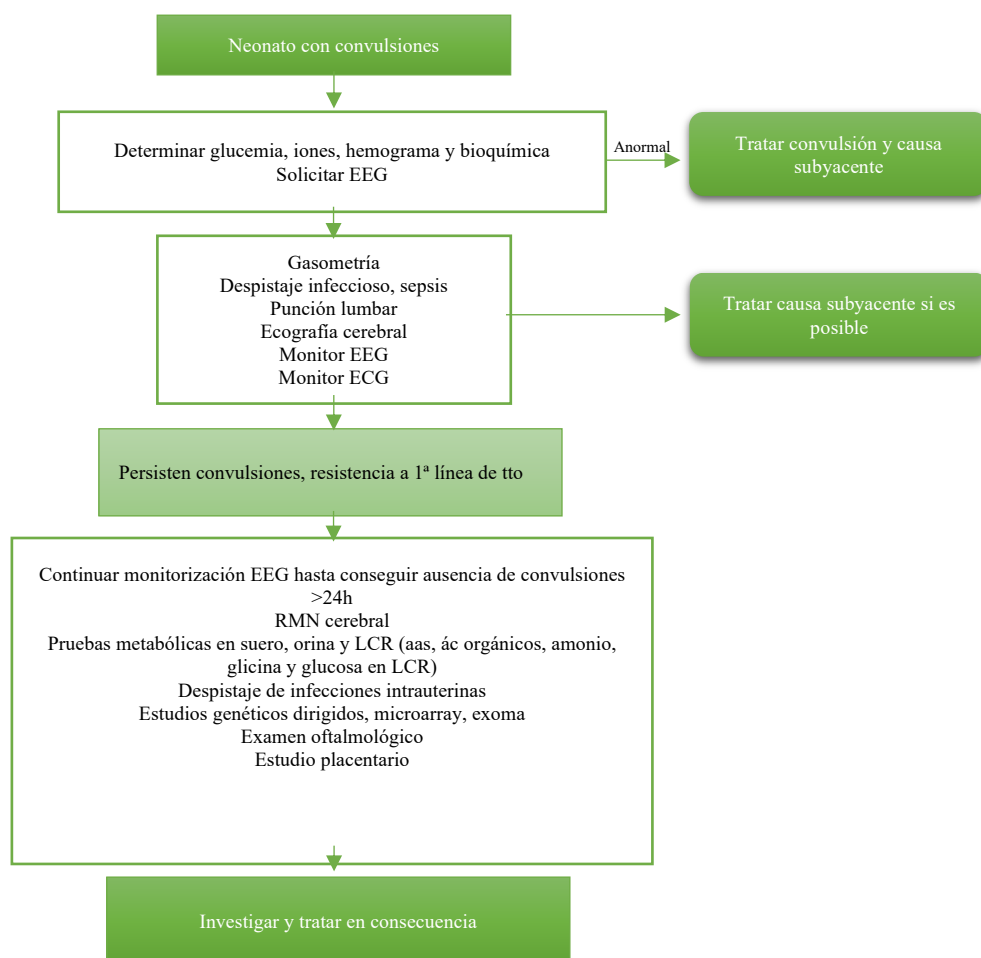 Neonato con convulsiones
Determinar glucemia, iones, hemograma y bioquímica
Solicitar EEG
Anormal
Tratar convulsión y causa
subyacente
Gasometría
Despistaje infeccioso, sepsis
Punción lumbar
Ecografía cerebral
Monitor EEG
Monitor ECG
Tratar causa subyacente si es
posible
Persisten convulsiones, resistencia a 1ª línea de tto
Continuar monitorización EEG hasta conseguir ausencia de convulsiones
>24h
RMN cerebral
Pruebas metabólicas en suero, orina y LCR (aas, ác orgánicos, amonio,
glicina y glucosa en LCR)
Despistaje de infecciones intrauterinas
Estudios genéticos dirigidos, microarray, exoma
Examen oftalmológico
Estudio placentario
Investigar y tratar en consecuencia